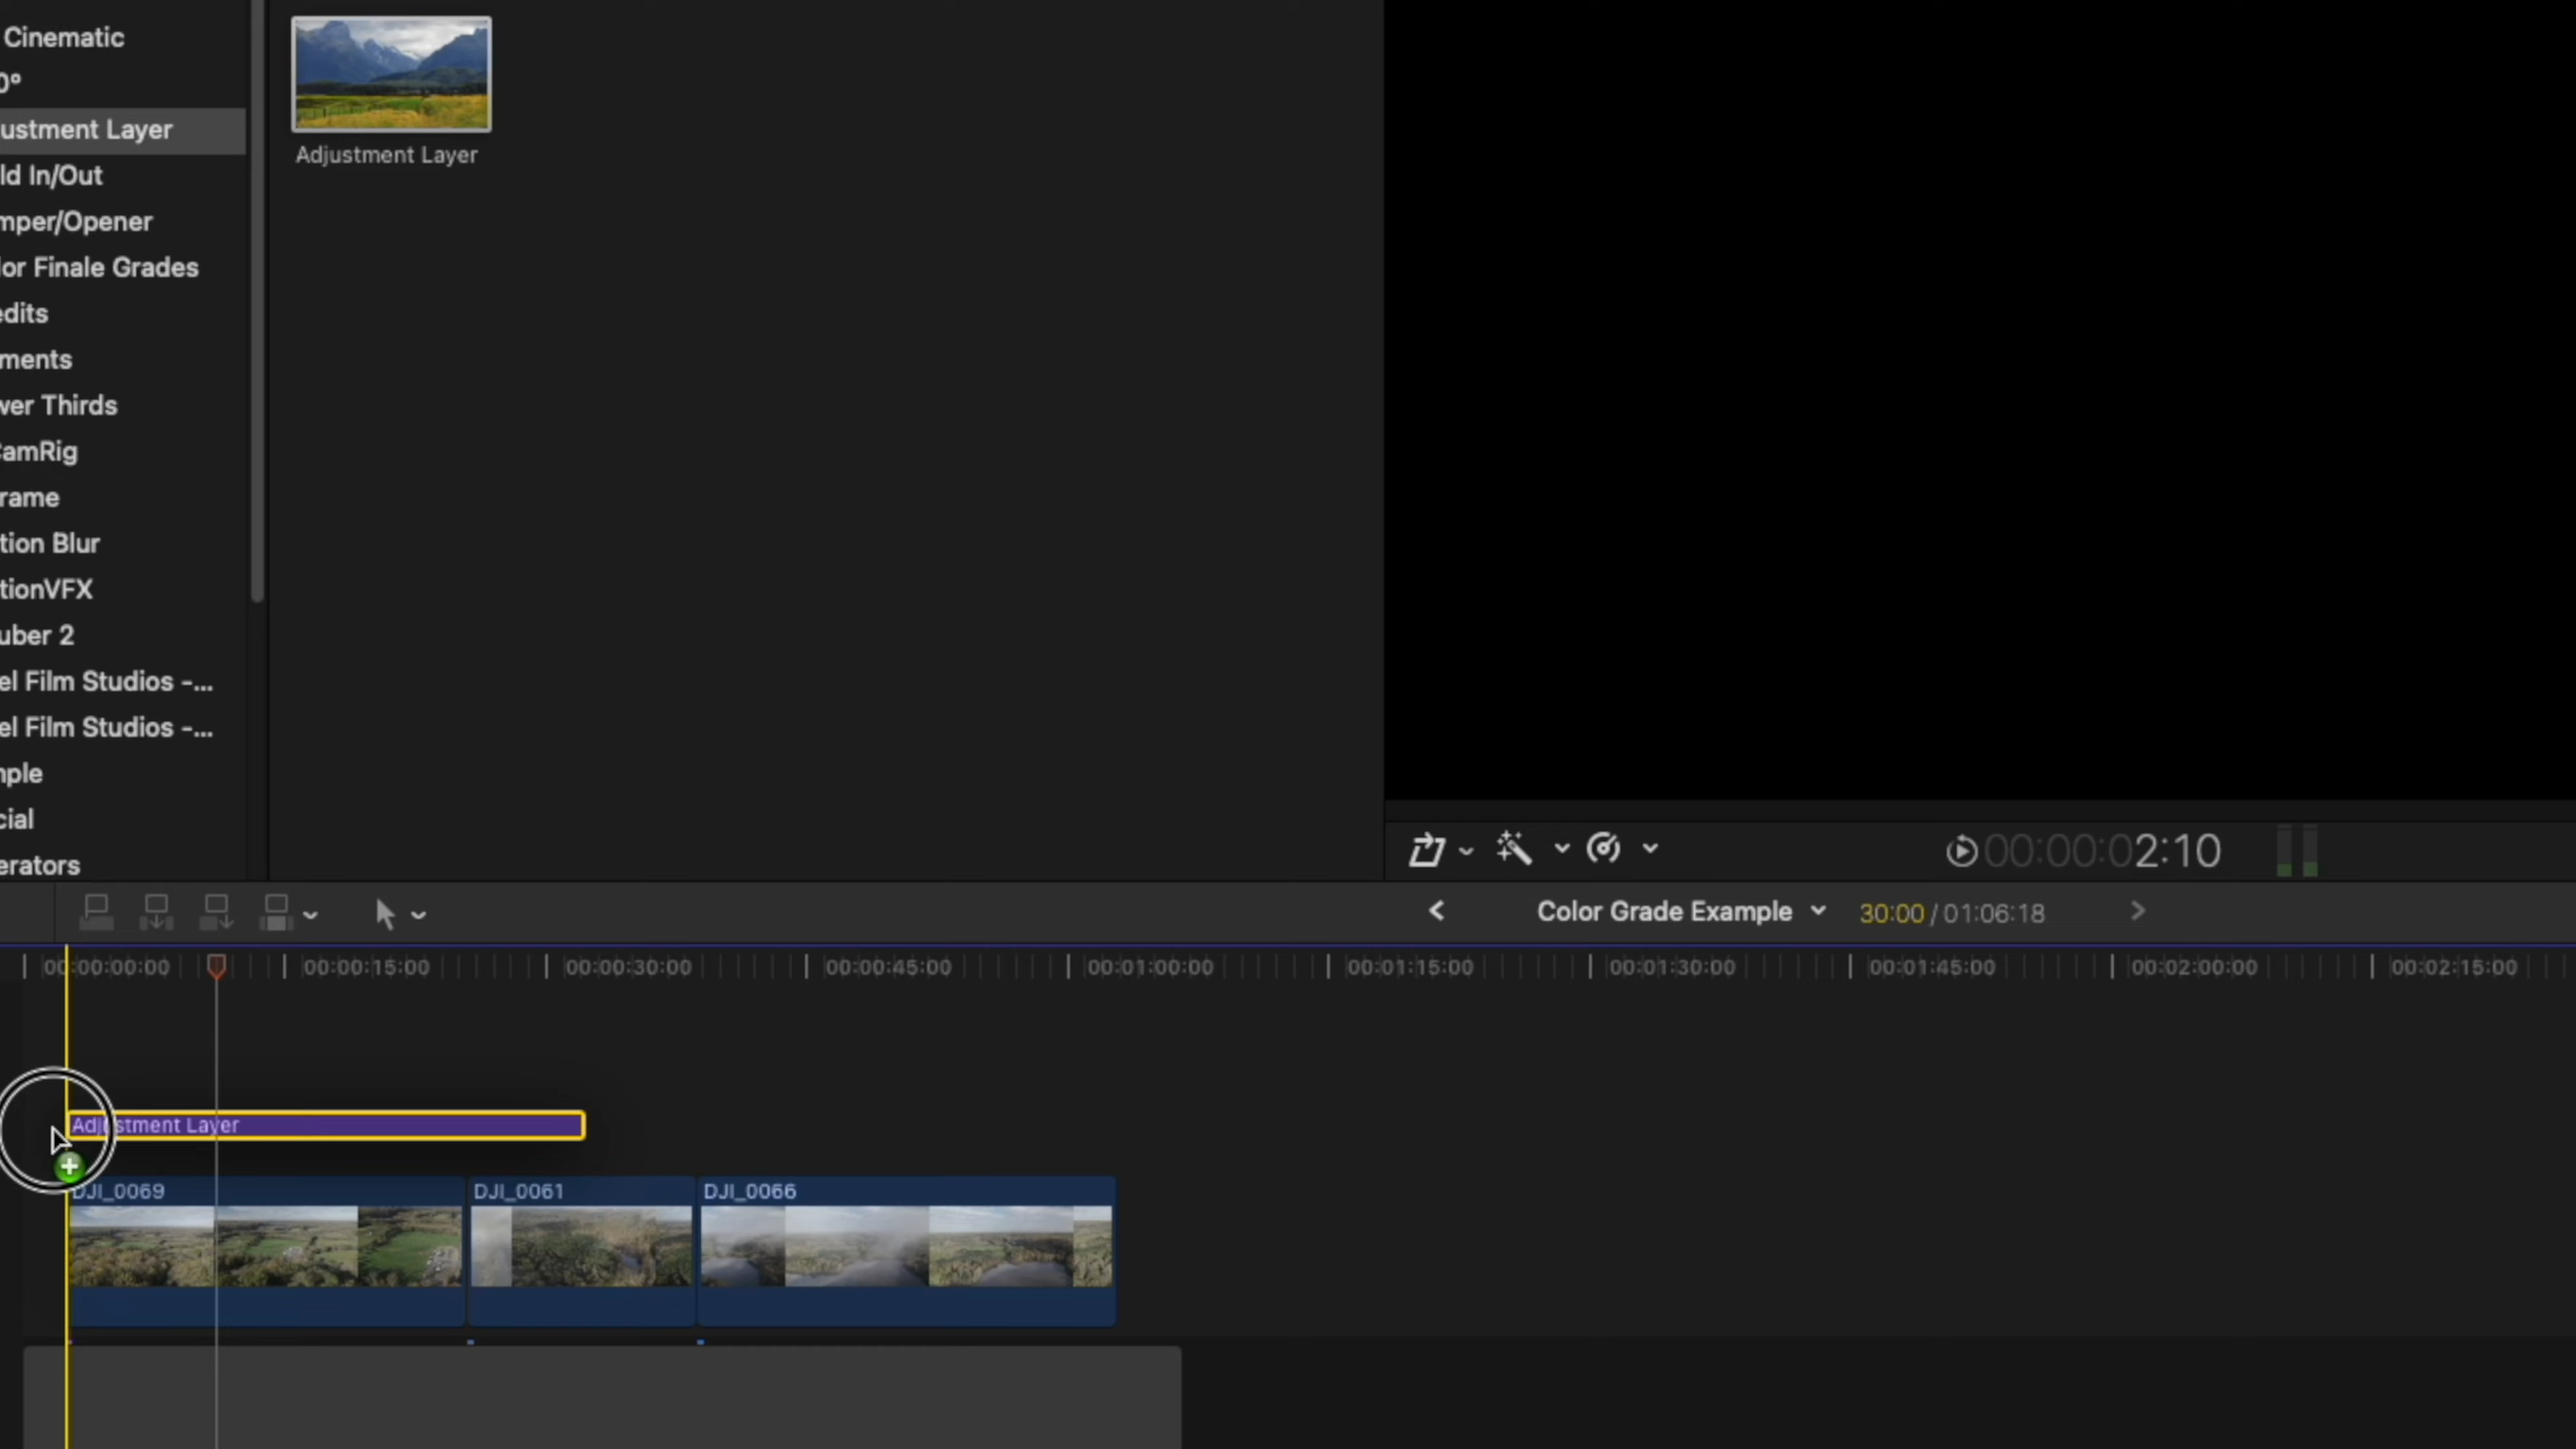 Cinematic
0°
ustment Layer
ld In/Out
mper/Opener
lor Finale Grades
edits
ments
wer Thirds
CamRig
rame
tion Blur
tionVFX
uber 2
el Film Studios -...
el Film Studios -...
nple
cial
erators
Adjustment Layer
00:00:02:10
Color Grade Example
30:00 / 01:06:18
00:00:00:00
00:00:15:00
00:00:30:00
00:00:45:00
00:01:00:00
00:01:15:00
00:01:30:00
00:01:45:00
00:02:00:00
00:02:15:00
Adjustment Layer
DJI_0069
DJI_0061
DJI_0066